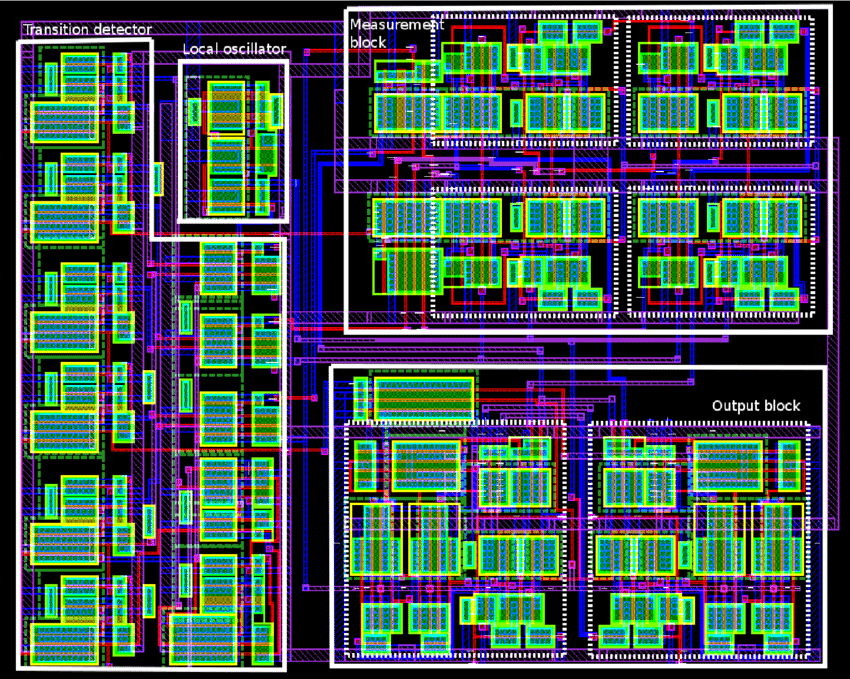 Transition detector
Local oscillator
Measurement
block
Output block